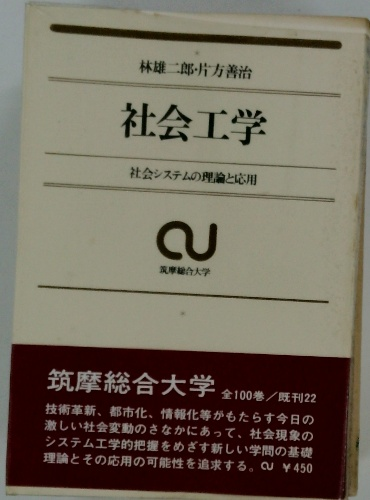 林雄二郎・片方善治
社会工学
社会システムの理論と応用
筑摩総合大学
筑摩総合大学 全100巻／既刊22
技術革新、都市化、情報化等がもたらす今日の
激しい社会変動のさなかにあって、社会現象の
システム工学的把握をめざす新しい学問の基礎
理論とその応用の可能性を追求する。 ¥450